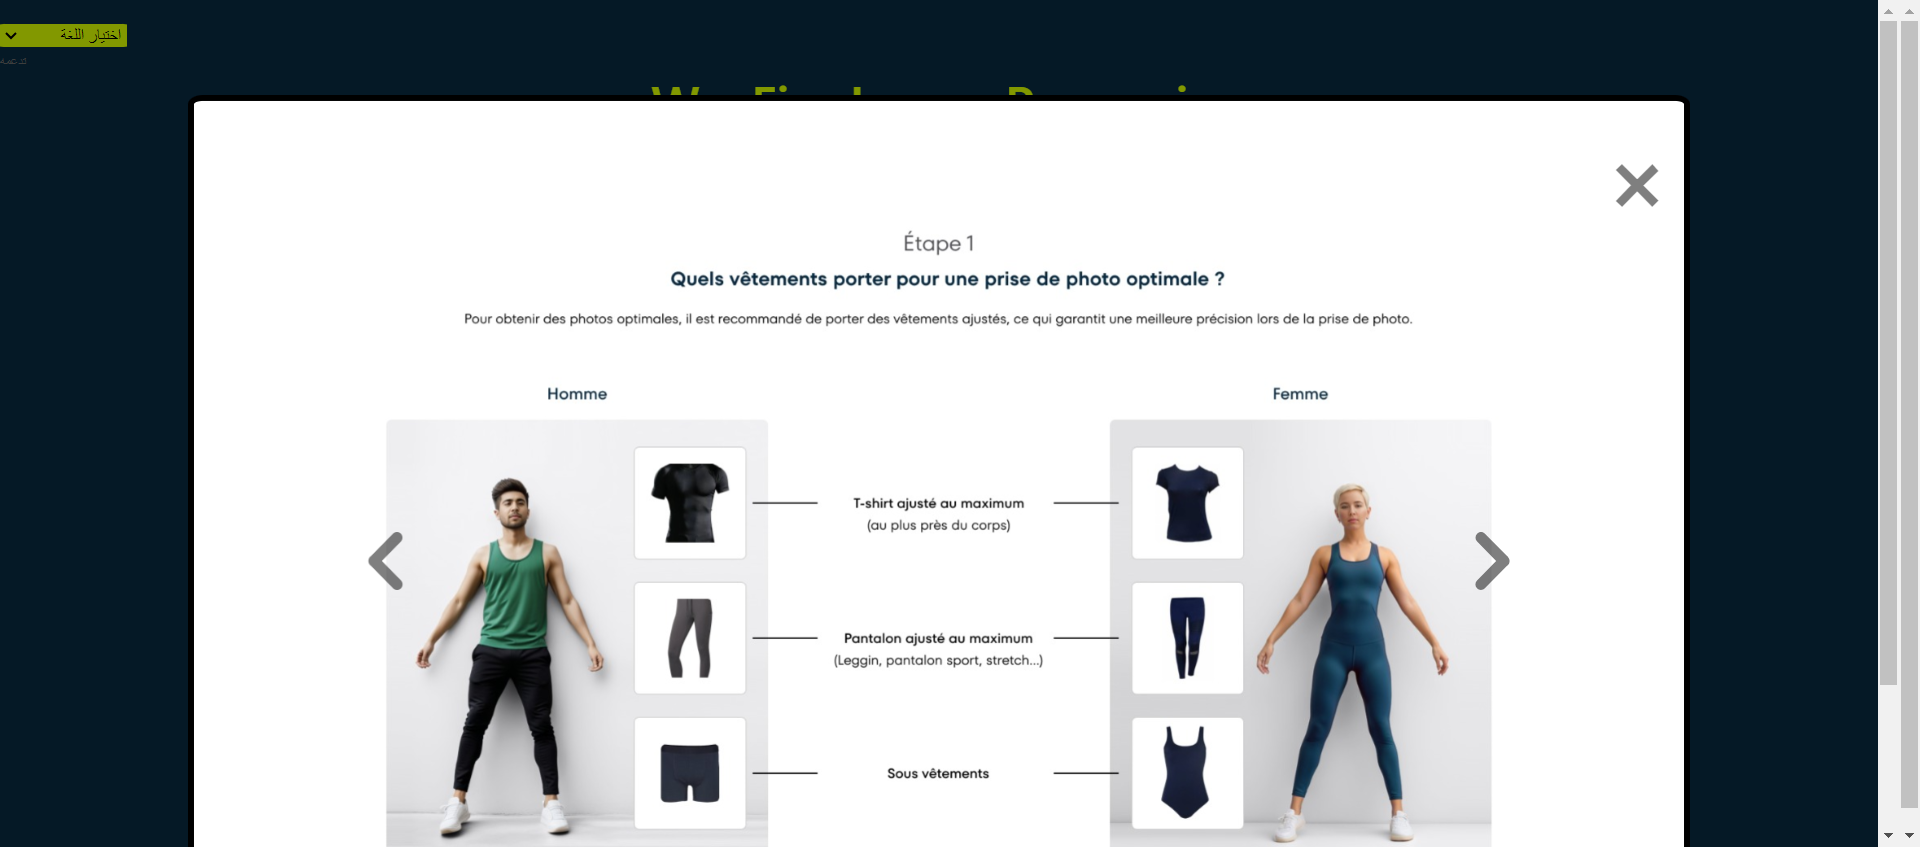 اختيار اللغة
Étape 1
Quels vêtements porter pour une prise de photo optimale ?
Pour obtenir des photos optimales, il est recommandé de porter des vêtements ajustés, ce qui garantit une meilleure précision lors de la prise de photo.
Homme
Femme
T-shirt ajusté au maximum
(au plus près du corps)
Pantalon ajusté au maximum
(Leggin, pantalon sport, stretch...)
Sous vêtements